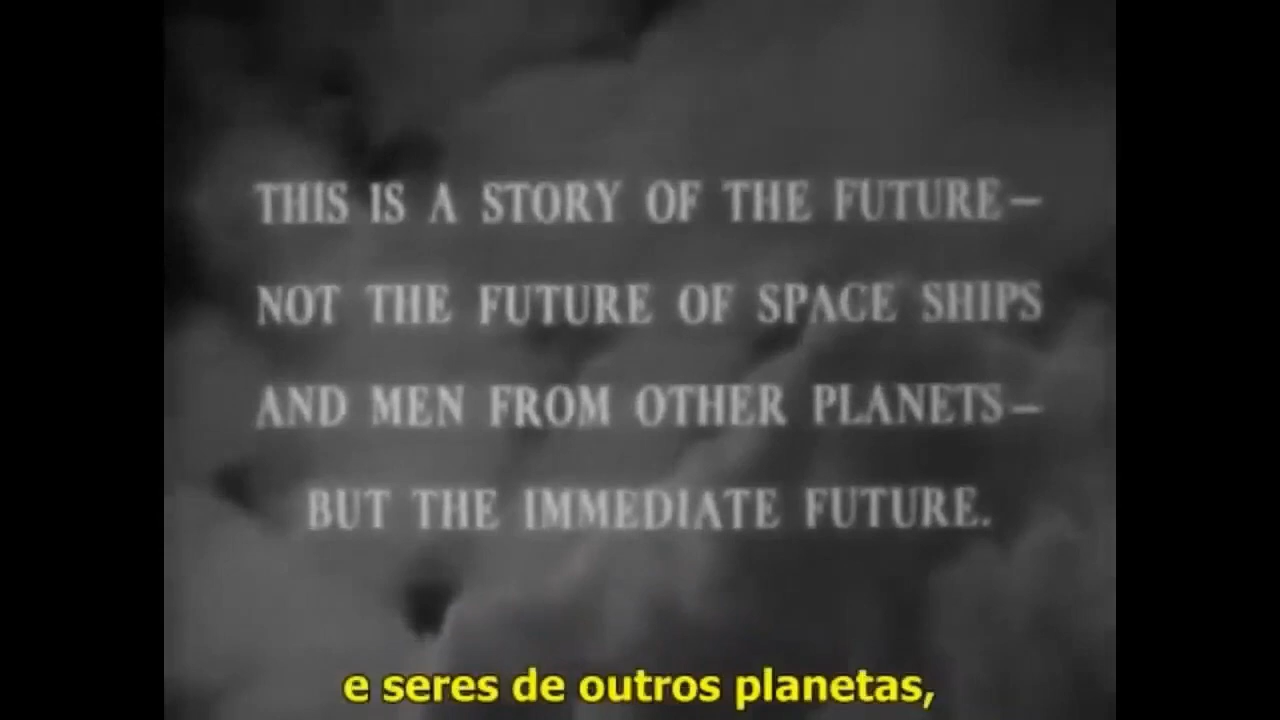 THIS IS A STORY OF THE FUTURE—
NOT THE FUTURE OF SPACE SHIPS
AND MEN FROM OTHER PLANETS—
BUT THE IMMEDIATE FUTURE.
e seres de outros planetas,